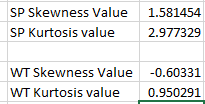 SP Skewness Value 1.581454
SP Kurtosis value 2.977329
WT Skewness Value -0.60331
WT Kurtosis value 0.950291